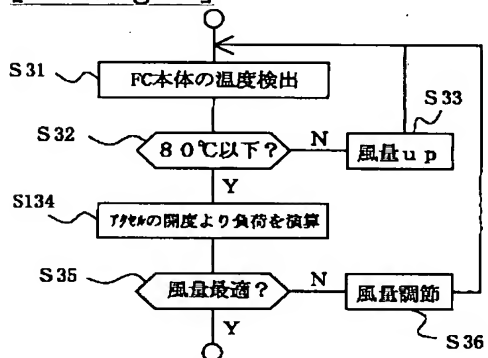 S31
FC本体の温度検出
S32
80℃以下?
N
S33
風量up
Y
S134
アクセルの開度より負荷を演算
S35
風量最適?
N
風量調節
S36
Y